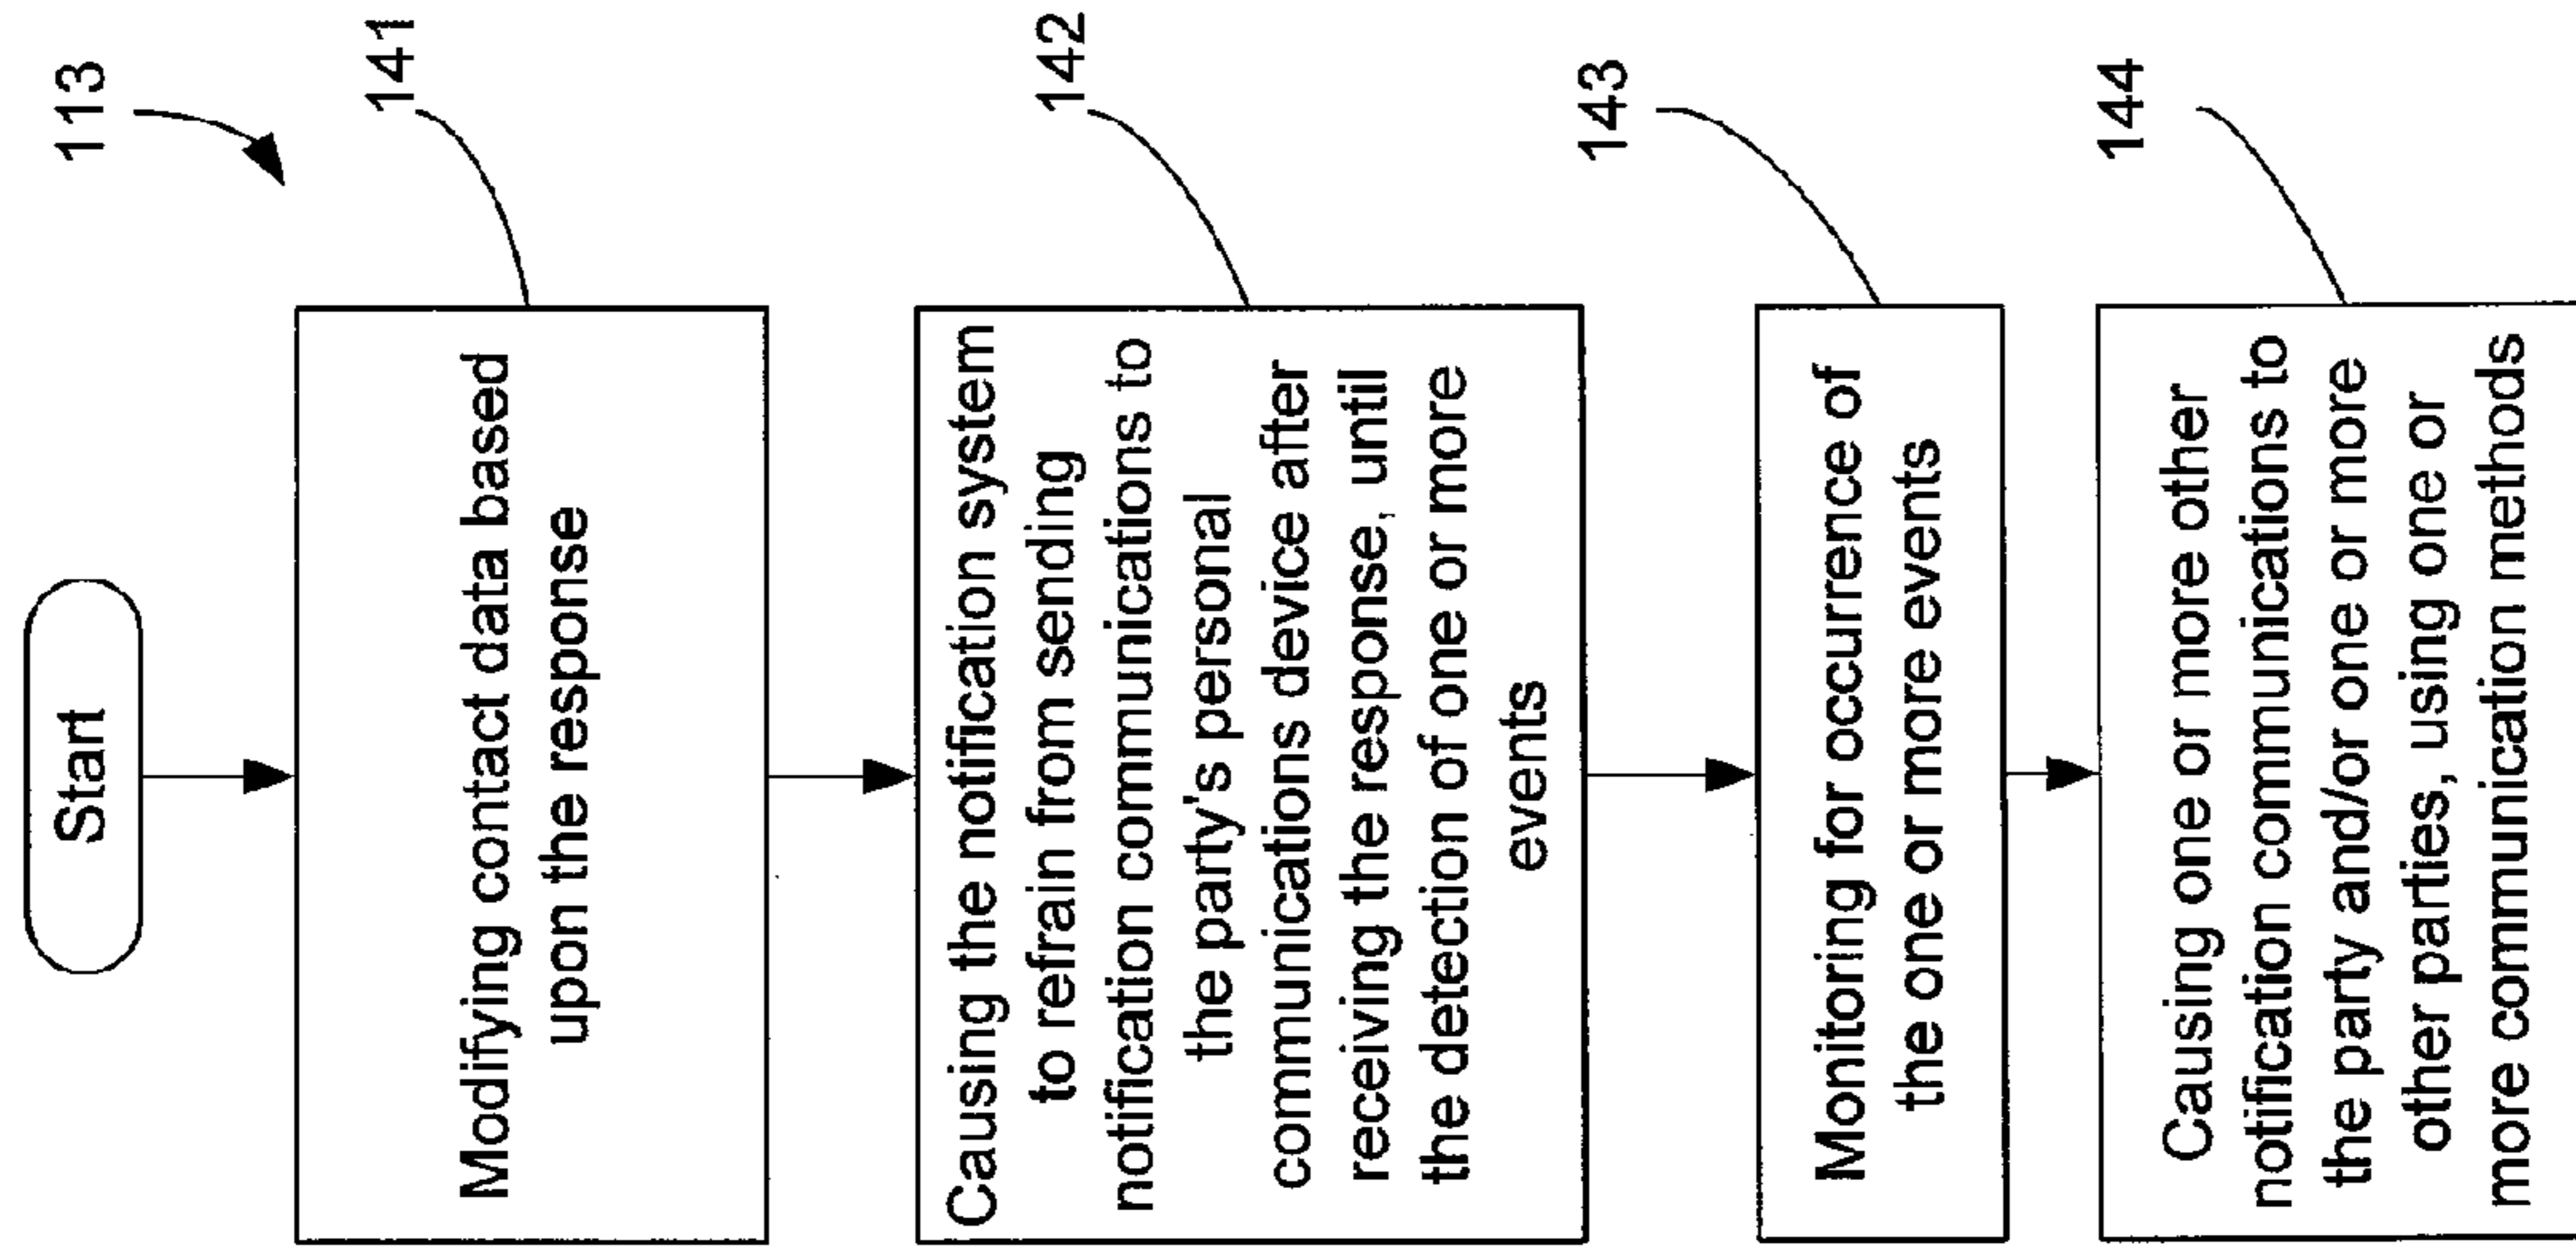 113
Start
141
Modifying contact data based
upon the response
142
Causing the notification system
to refrain from sending
notification communications to
the party's personal
communications device after
receiving the response, until
the detection of one or more
events
143
Monitoring for occurrence of
the one or more events
144
Causing one or more other
notification communications to
the party and/or one or more
other parties, using one or
more communication methods